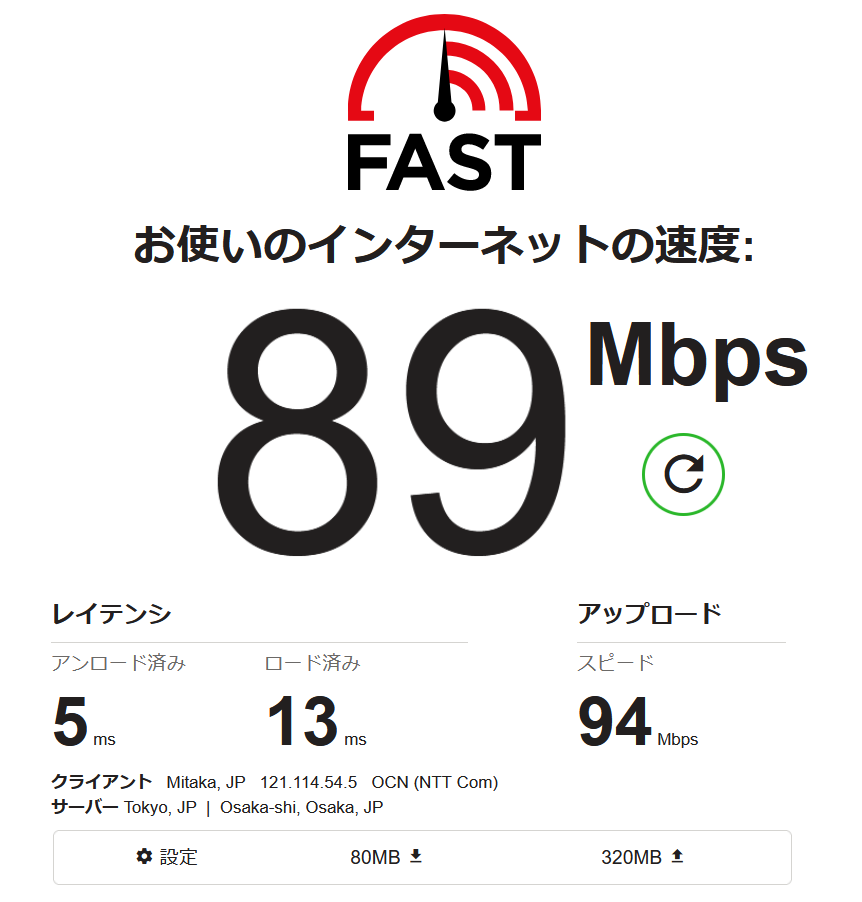 FAST
お使いのインターネットの速度:
89 Mbps
レイテンシ アップロード
アンロード済み ロード済み スピード
5 ms 13 ms 94 Mbps
クライアント Mitaka, JP 121.114.54.5 OCN (NTT Com)
サーバー Tokyo, JP | Osaka-shi, Osaka, JP
設定 80MB 320MB